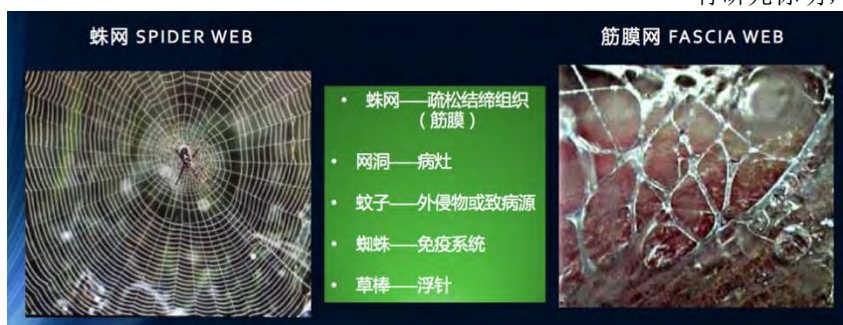 蛛网 SPIDER WEB
筋膜网 FASCIA WEB
• 蛛网——疏松结缔组织
（筋膜）
• 网洞——病灶
• 蚊子——外侵物或致病源
• 蜘蛛——免疫系统
• 草棒——浮针